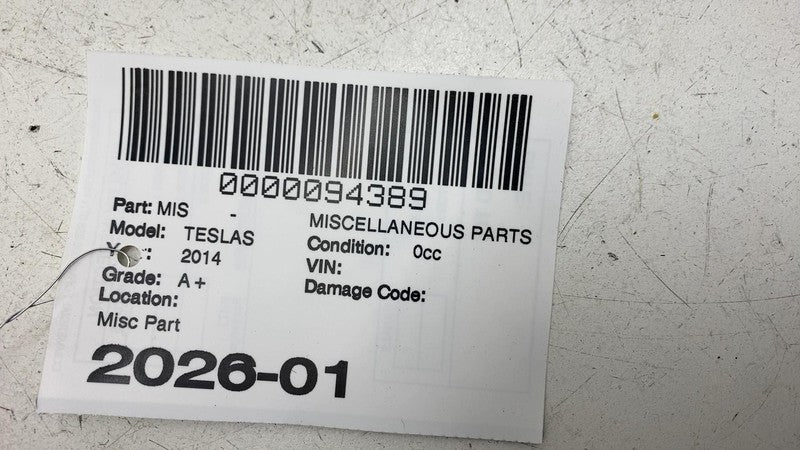 0000094389
Part: MIS - MISCELLANEOUS PARTS
Model: TESLAS Condition: 0cc
2014 VIN:
Grade: A+ Damage Code:
Location:
Misc Part
2026-01